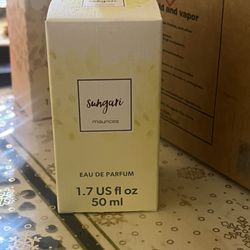 sungari
maurices
EAU DE PARFUM
1.7 US fl oz
50 ml
and vapor